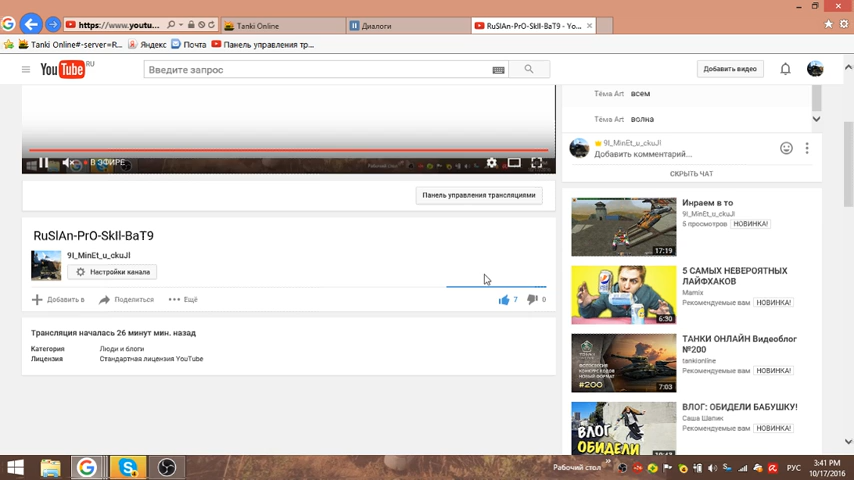 https://www.youtu...
Tanki Online
Диалоги
RuSlAn-PrO-Skll-BaT9 - Yo...
Tanki Online#-server=R...
Яндекс
Почта
Панель управления тр...
YouTube RU
Введите запрос
Добавить видео
Тёма Art всем
Тёма Art волна
9I_MinEt_u_ckuJI
Добавить комментарий...
СКРЫТЬ ЧАТ
В ЭФИРЕ
Панель управления трансляциями
RuSlAn-PrO-Skll-BaT9
9I_MinEt_u_ckuJI
Настройки канала
Добавить в
Поделиться
Ещё
7
0
Трансляция началась 26 минут мин. назад
Категория Люди и блоги
Лицензия Стандартная лицензия YouTube
Инраем в то
9I_MinEt_u_ckuJI
5 просмотров НОВИНКА!
17:19
5 САМЫХ НЕВЕРОЯТНЫХ
ЛАЙФХАКОВ
Mamix
Рекомендуемые вам НОВИНКА!
6:30
ТАНКИ ОНЛАЙН Видеоблог
№200
tankionline
Рекомендуемые вам НОВИНКА!
#200
7:03
ВЛОГ: ОБИДЕЛИ БАБУШКУ!
Саша Шапик
Рекомендуемые вам НОВИНКА!
ВЛОГ
ОБИДЕЛИ
Рабочий стол
РУС
3:41 PM
10/17/2016